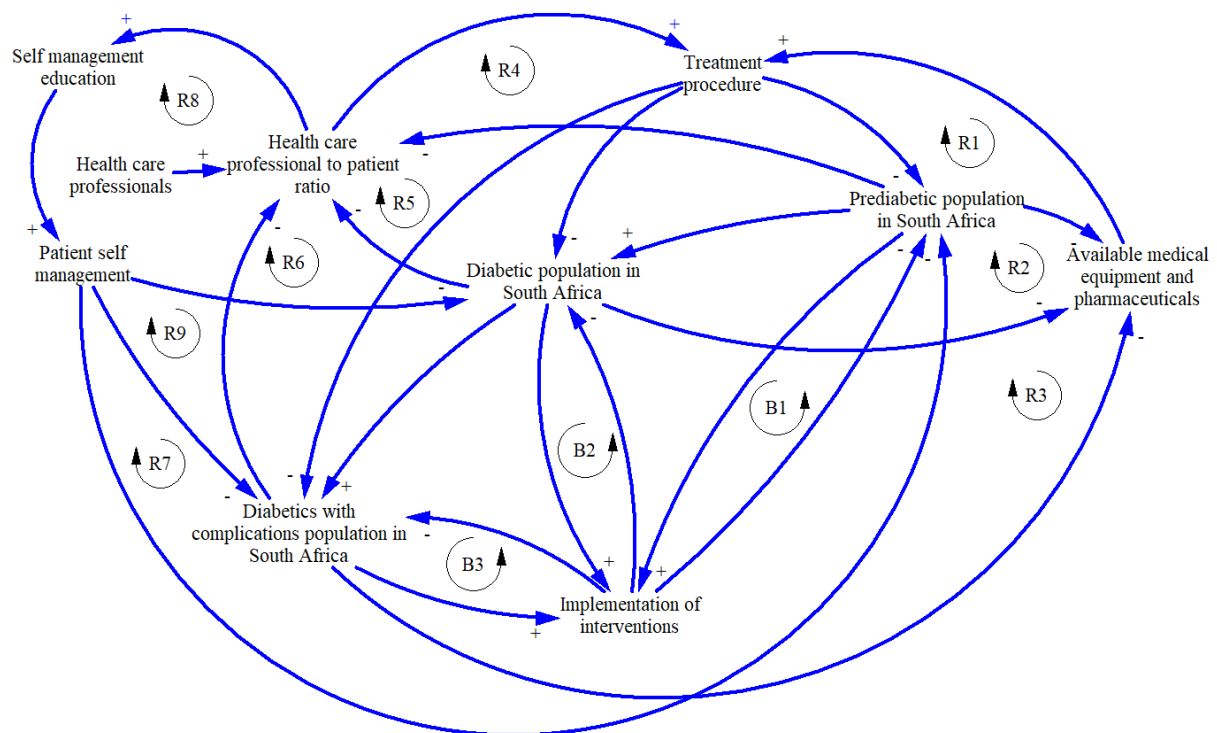 +
+
+
Self management
education
R8
R4
Treatment
procedure
Health care
professional to patient
ratio
-
R1
Health care
professionals
+
-
Prediabetic population
in South Africa
R5
-
+
Patient self
management
-
R6
+
-
-
-
-
Available medical
equipment and
pharmaceuticals
R2
Diabetic population in
South Africa
-
-
-
-
R9
R3
B1
B2
R7
-
-
+
Diabetics with
complications population in
South Africa
-
B3
+
+
Implementation of
interventions
+